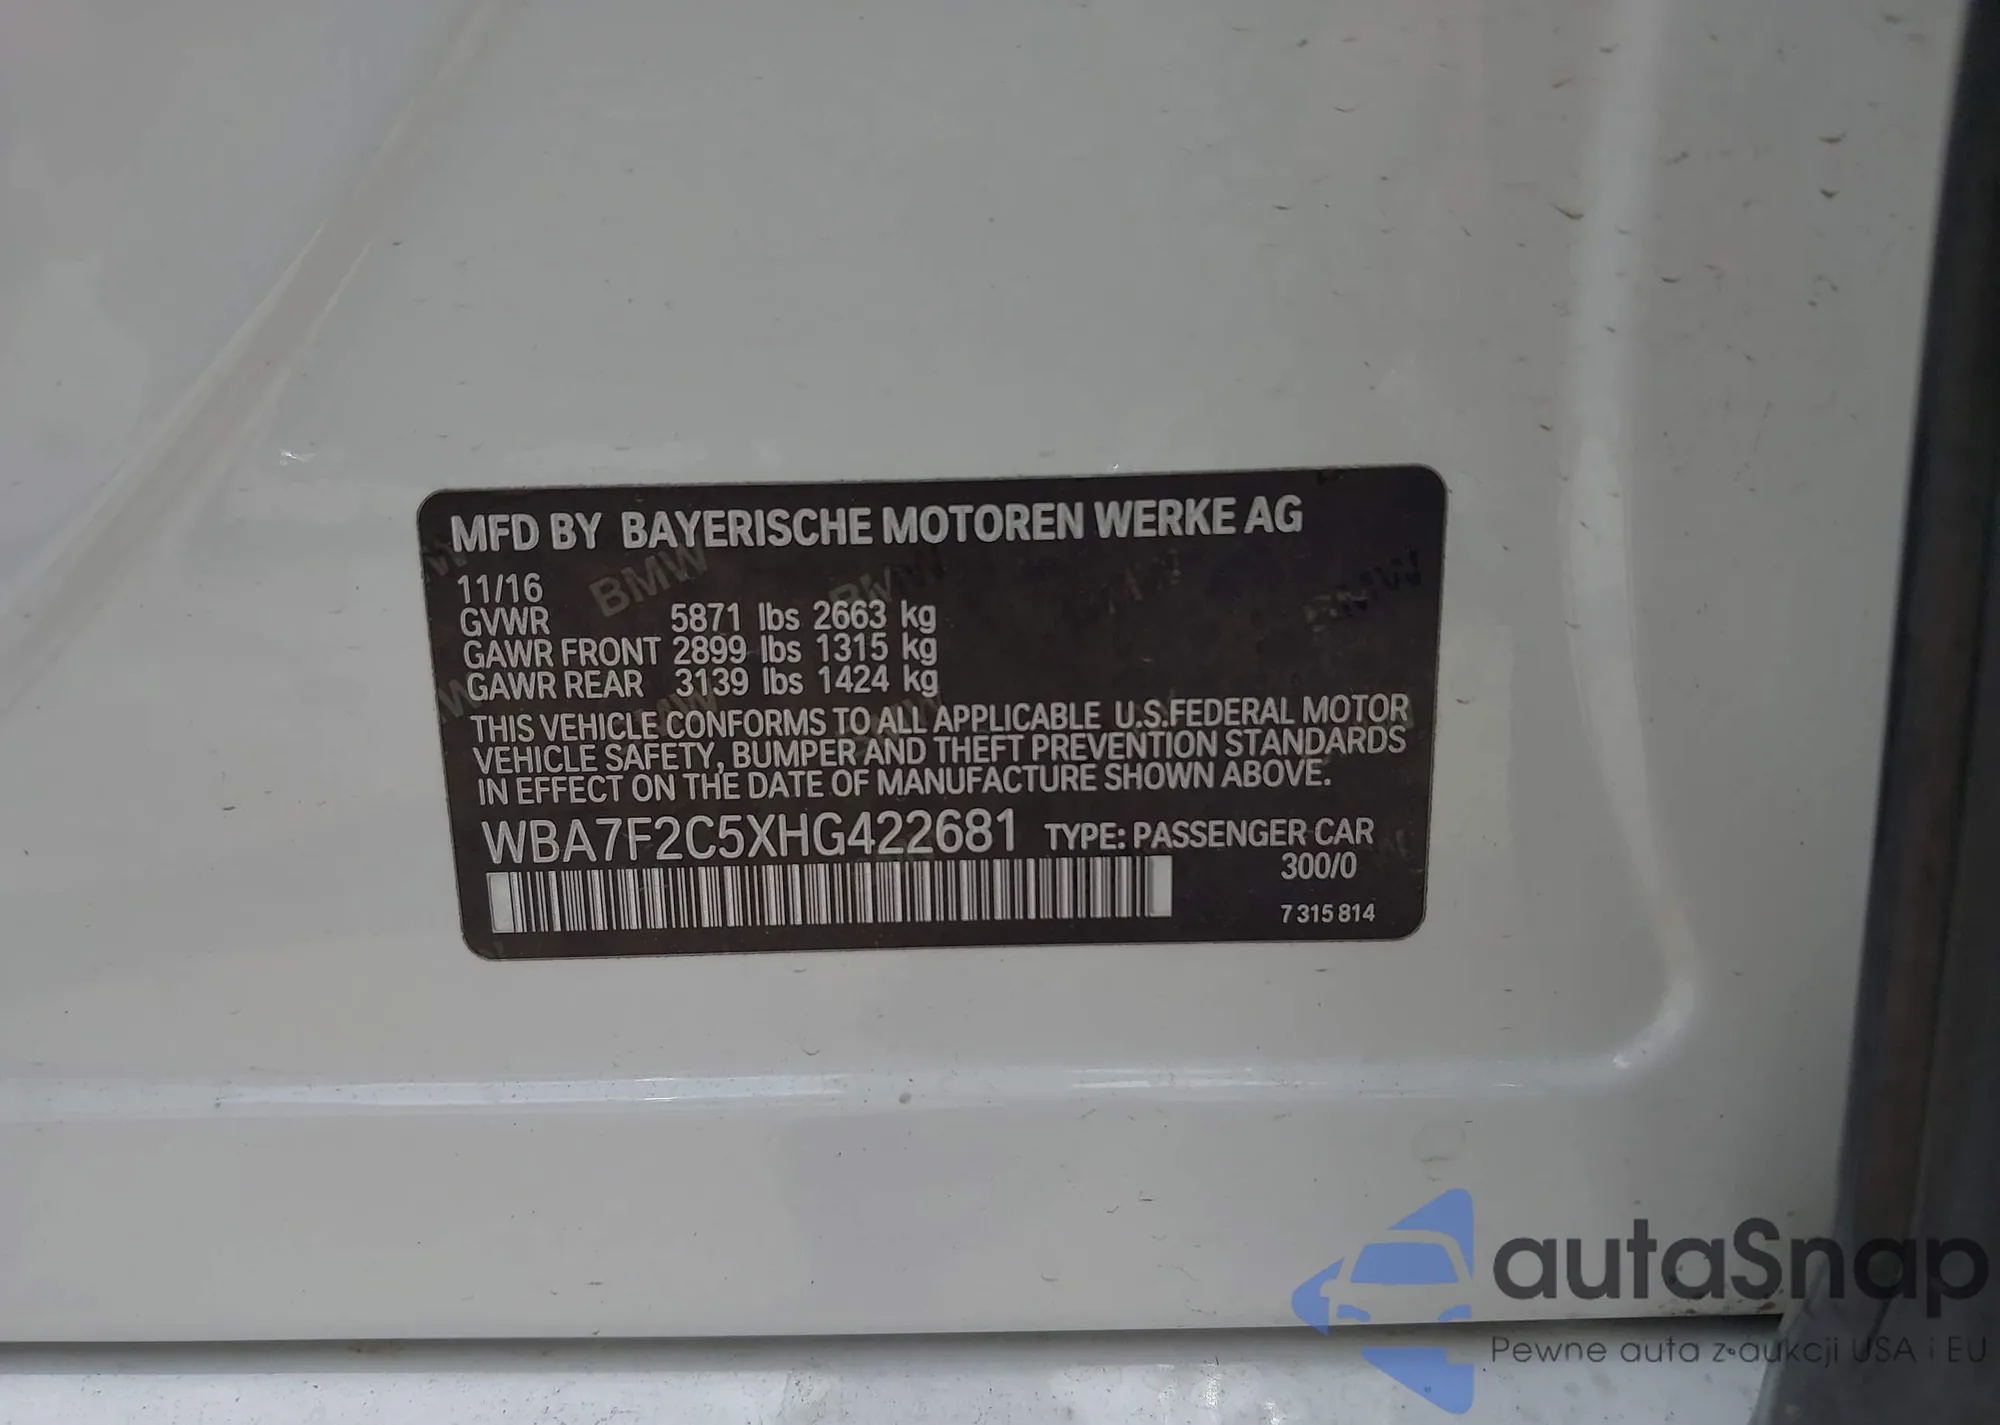 MFD BY BAYERISCHE MOTOREN WERKE AG
11/16
GVWR 5871 lbs 2663 kg
GAWR FRONT 2899 lbs 1315 kg
GAWR REAR 3139 lbs 1424 kg
THIS VEHICLE CONFORMS TO ALL APPLICABLE U.S.FEDERAL MOTOR
VEHICLE SAFETY, BUMPER AND THEFT PREVENTION STANDARDS
IN EFFECT ON THE DATE OF MANUFACTURE SHOWN ABOVE.
WBA7F2C5XHG422681 TYPE: PASSENGER CAR
300/0
7 315 814
autaSnap
Pewne auta z aukcji USA i EU